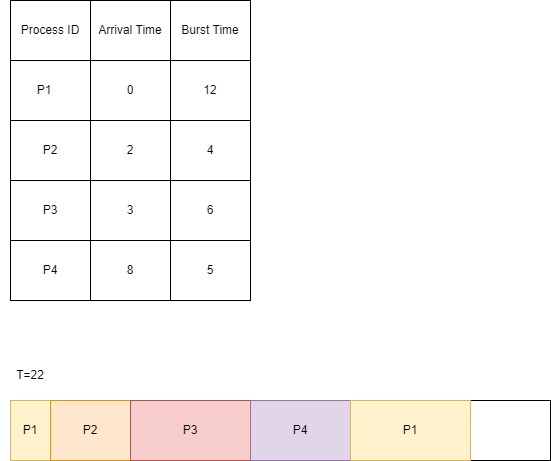 Process ID Arrival Time Burst Time
P1 0 12
P2 2 4
P3 3 6
P4 8 5
T=22
P1 P2 P3 P4 P1